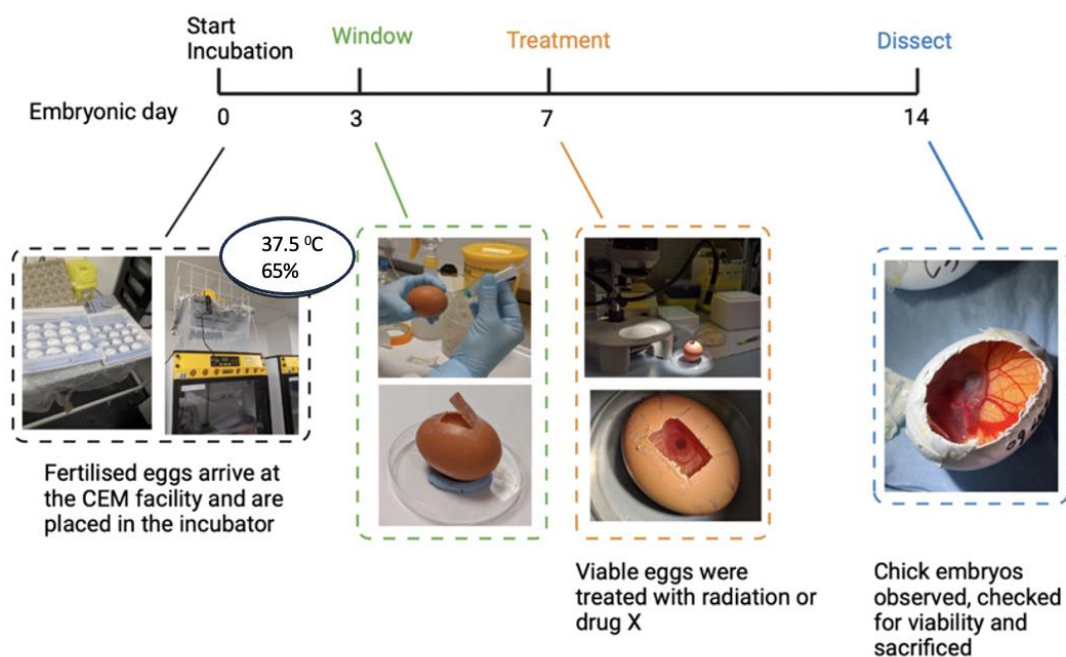 Start
Incubation
Window
Treatment
Dissect
Embryonic day
0
3
7
14
37.5 ⁰C
65%
Fertilised eggs arrive at
the CEM facility and are
placed in the incubator
Viable eggs were
treated with radiation or
drug X
Chick embryos
observed, checked
for viability and
sacrificed